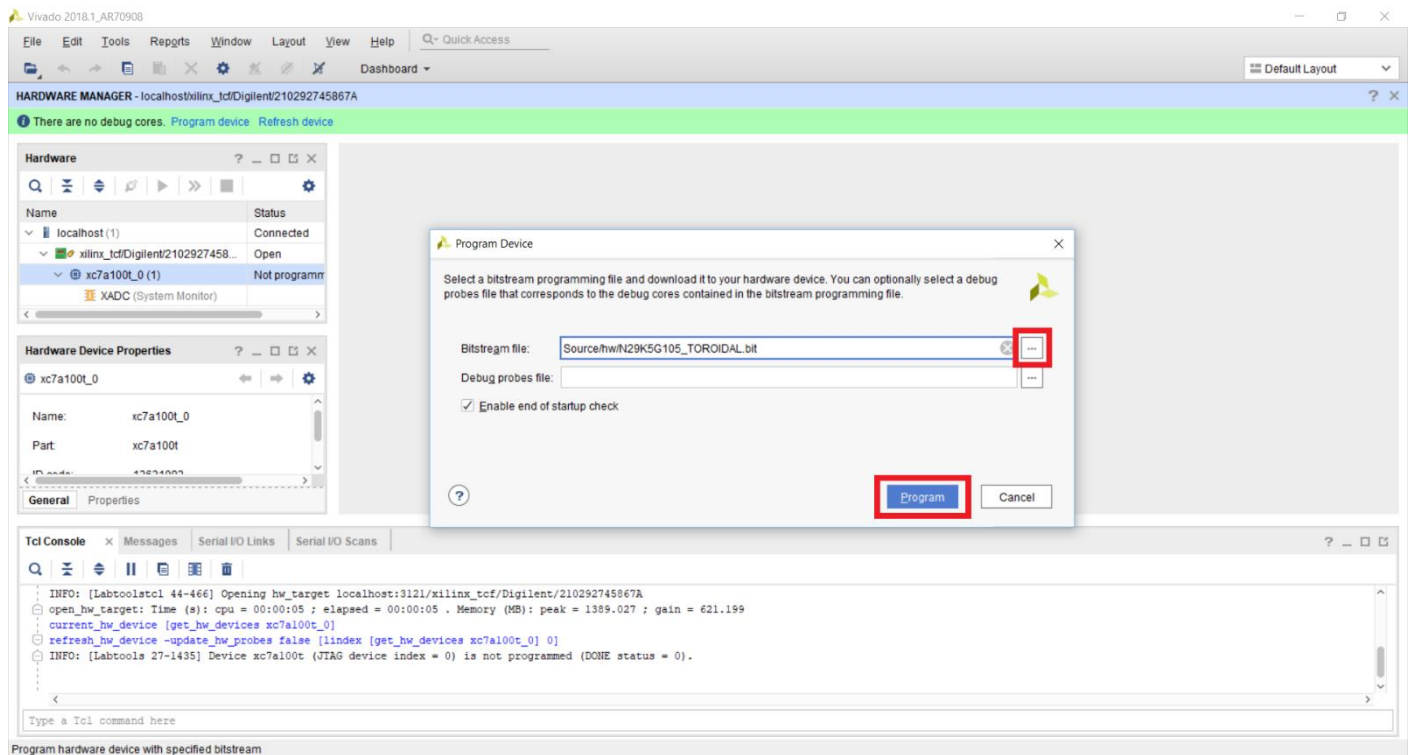 Vivado 2018.1_AR70908
File Edit Tools Reports Window Layout View Help Quick Access
Dashboard Default Layout
HARDWARE MANAGER - localhost/xilinx_tcf/Digilent/210292745867A
There are no debug cores. Program device Refresh device
Hardware
Name Status
localhost (1) Connected
xilinx_tcf/Digilent/2102927458... Open
xc7a100t_0 (1) Not programm
XADC (System Monitor)
Hardware Device Properties
xc7a100t_0
Name: xc7a100t_0
Part: xc7a100t
General Properties
Program Device
Select a bitstream programming file and download it to your hardware device. You can optionally select a debug
probes file that corresponds to the debug cores contained in the bitstream programming file.
Bitstream file: Source/hw/N29K5G105_TOROIDAL.bit ...
Debug probes file: ...
Enable end of startup check
? Program Cancel
Tcl Console Messages Serial I/O Links Serial I/O Scans
INFO: [Labtoolstcl 44-466] Opening hw_target localhost:3121/xilinx_tcf/Digilent/210292745867A
open_hw_target: Time (s): cpu = 00:00:05 ; elapsed = 00:00:05 . Memory (MB): peak = 1389.027 ; gain = 621.199
current_hw_device [get_hw_devices xc7a100t_0]
refresh_hw_device -update_hw_probes false [lindex [get_hw_devices xc7a100t_0] 0]
INFO: [Labtools 27-1435] Device xc7a100t (JTAG device index = 0) is not programmed (DONE status = 0).
Type a Tcl command here
Program hardware device with specified bitstream